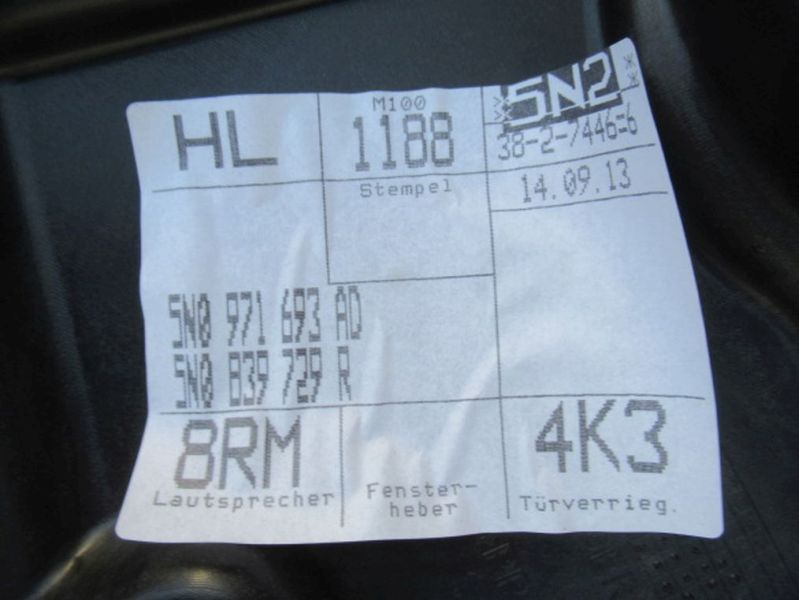 HL
M100
1188
Stempel
5N2
38-2-7446-6
14.09.13
5N0 971 693 AD
5N0 839 729 R
8RM
Lautsprecher
Fenster-
heber
4K3
Türverrieg.